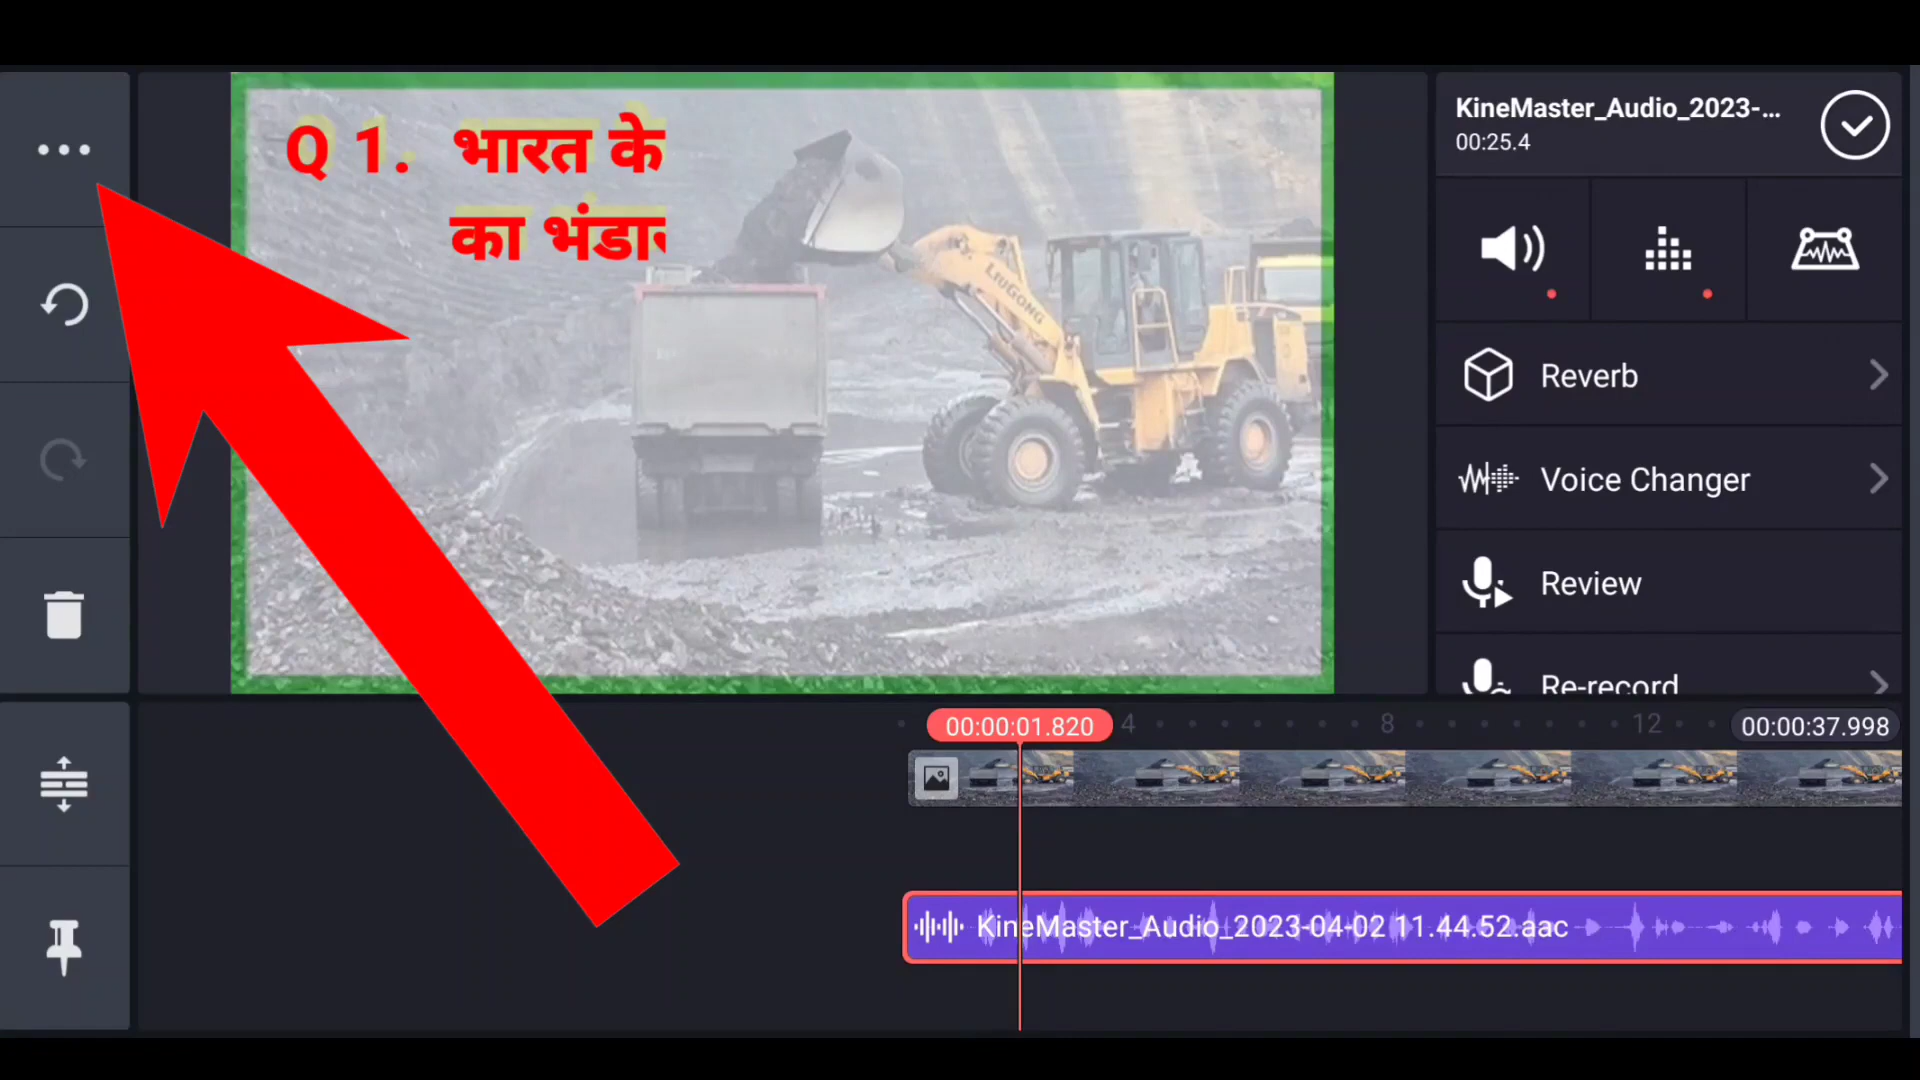 KineMaster_Audio_2023-...
00:25.4
Q 1. भारत के
का भंडार
LIUGONG
Reverb
Voice Changer
Review
Re-record
00:00:01.820 4 8 12 00:00:37.998
KineMaster_Audio_2023-04-02 11.44.52.aac